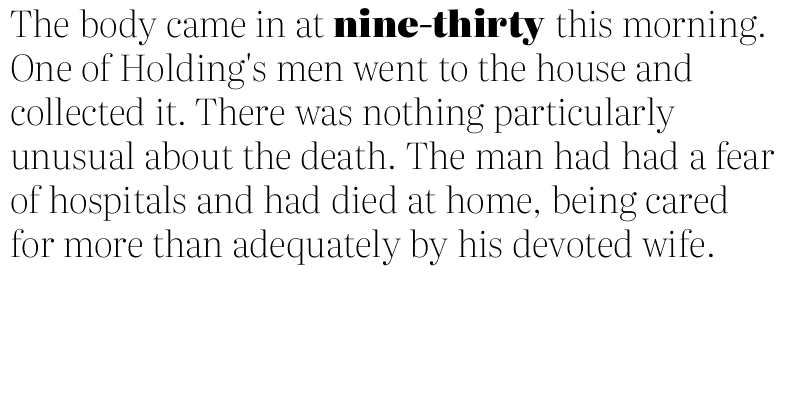 The body came in at nine-thirty this morning.
One of Holding's men went to the house and
collected it. There was nothing particularly
unusual about the death. The man had had a fear
of hospitals and had died at home, being cared
for more than adequately by his devoted wife.